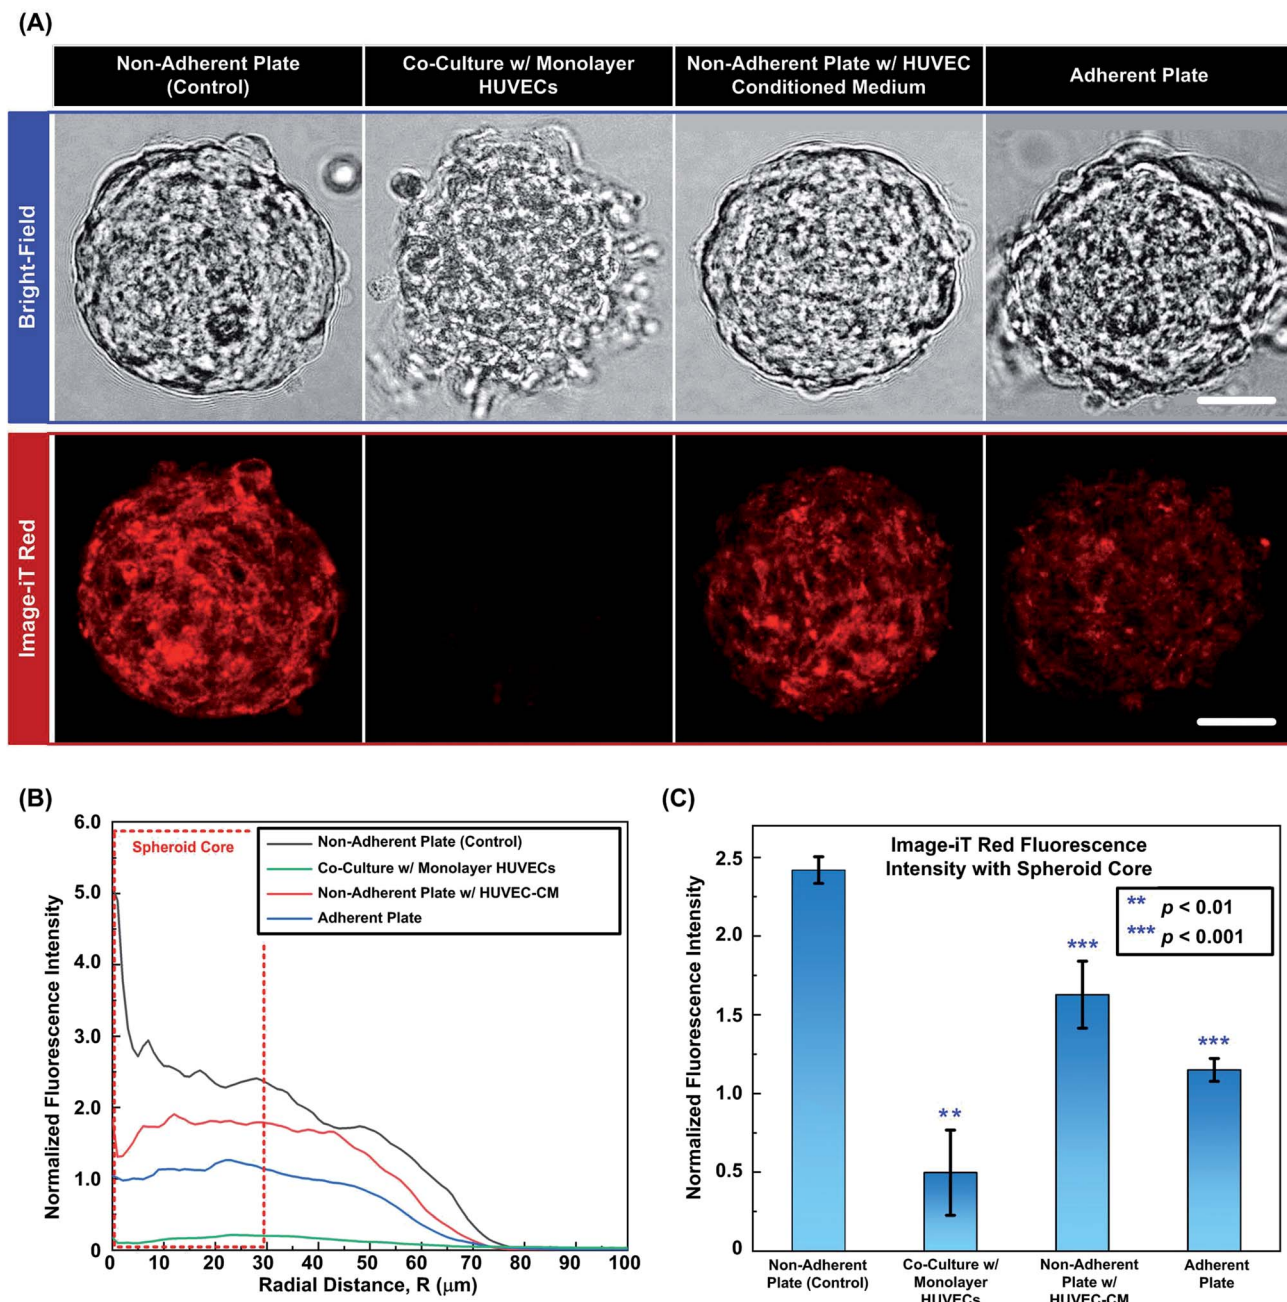 (A)
Non-Adherent Plate
(Control)
Co-Culture w/ Monolayer
HUVECs
Non-Adherent Plate w/ HUVEC
Conditioned Medium
Adherent Plate
Bright-Field
Image-iT Red
(B)
Normalized Fluorescence Intensity
6.0
5.0
4.0
3.0
2.0
1.0
0
Spheroid Core
Non-Adherent Plate (Control)
Co-Culture w/ Monolayer HUVECs
Non-Adherent Plate w/ HUVEC-CM
Adherent Plate
0 10 20 30 40 50 60 70 80 90 100
Radial Distance, R (μm)
(C)
Normalized Fluorescence Intensity
2.5
2.0
1.5
1.0
0.5
0
Image-iT Red Fluorescence
Intensity with Spheroid Core
** p < 0.01
*** p < 0.001
**
***
***
Non-Adherent
Plate (Control)
Co-Culture w/
Monolayer
HUVECs
Non-Adherent
Plate w/
HUVEC-CM
Adherent
Plate